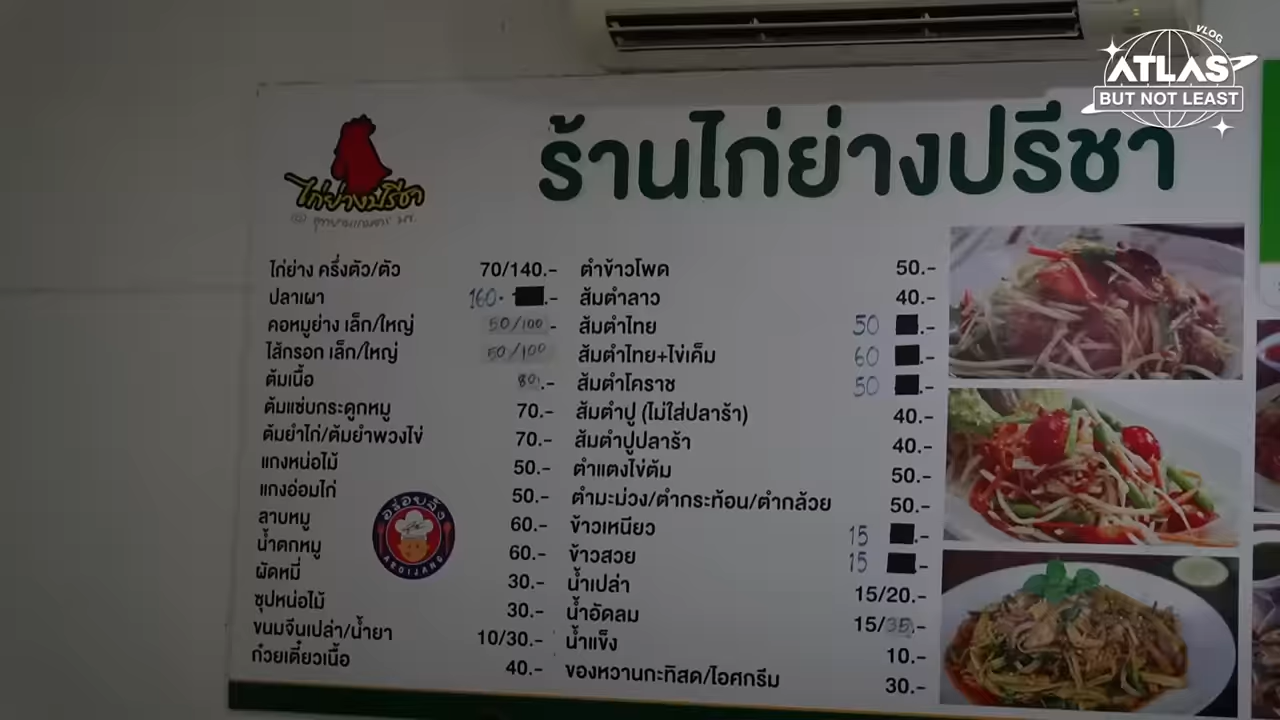 VLOG
ATLAS
BUT NOT LEAST
ร้านไก่ย่างปรีชา
ไก่ย่างปรีชา
ไก่ย่าง ครึ่งตัว/ตัว 70/140.-
ปลาเผา 160.-
คอหมูย่าง เล็ก/ใหญ่ 50/100-
ไส้กรอก เล็ก/ใหญ่ 50/100
ต้มเนื้อ 80.-
ต้มแซ่บกระดูกหมู 70.-
ต้มยำไก่/ต้มยำพวงไข่ 70.-
แกงหน่อไม้ 50.-
แกงอ่อมไก่ 50.-
ลาบหมู 60.-
น้ำตกหมู 60.-
ผัดหมี่ 30.-
ซุปหน่อไม้ 30.-
ขนมจีนเปล่า/น้ำยา 10/30.-
ก๋วยเตี๋ยวเนื้อ 40.-
อร่อยจัง
AROIJANG
ตำข้าวโพด 50.-
ส้มตำลาว 40.-
ส้มตำไทย 50 .-
ส้มตำไทย+ไข่เค็ม 60 .-
ส้มตำโคราช 50 .-
ส้มตำปู (ไม่ใส่ปลาร้า) 40.-
ส้มตำปูปลาร้า 40.-
ตำแตงไข่ต้ม 50.-
ตำมะม่วง/ตำกระท้อน/ตำกล้วย 50.-
ข้าวเหนียว 15 .-
ข้าวสวย 15 .-
น้ำเปล่า 15/20.-
น้ำอัดลม 15/35.-
น้ำแข็ง 10.-
ของหวานกะทิสด/ไอศกรีม 30.-